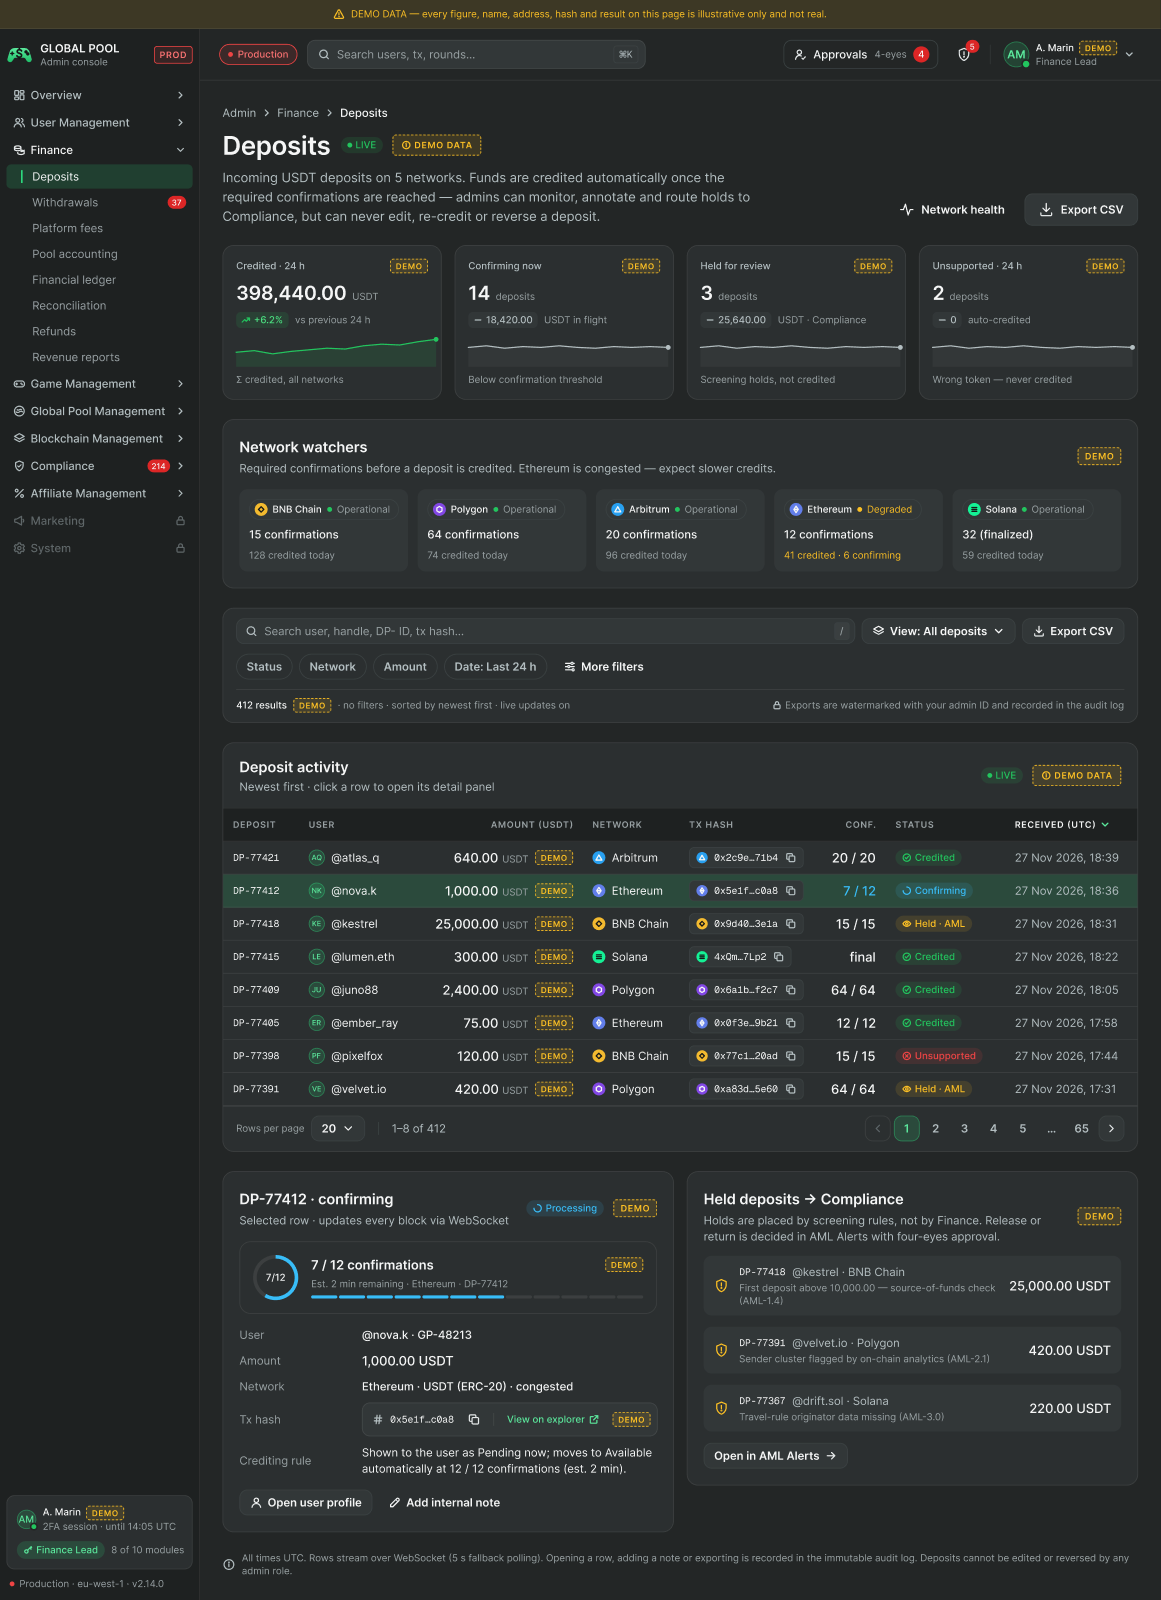 DEMO DATA — every figure, name, address, hash and result on this page is illustrative only and not real.
GLOBAL POOL
Admin console
PROD
Production
Search users, tx, rounds...
⌘K
Approvals 4-eyes 4
5
AM
A. Marin DEMO
Finance Lead
Overview
User Management
Finance
Deposits
Withdrawals 37
Platform fees
Pool accounting
Financial ledger
Reconciliation
Refunds
Revenue reports
Game Management
Global Pool Management
Blockchain Management
Compliance 214
Affiliate Management
Marketing
System
AM
A. Marin DEMO
2FA session · until 14:05 UTC
Finance Lead 8 of 10 modules
Production · eu-west-1 · v2.14.0
Admin > Finance > Deposits
Deposits LIVE DEMO DATA
Incoming USDT deposits on 5 networks. Funds are credited automatically once the
required confirmations are reached — admins can monitor, annotate and route holds to
Compliance, but can never edit, re-credit or reverse a deposit.
Network health
Export CSV
Credited · 24 h DEMO
398,440.00 USDT
+6.2% vs previous 24 h
Σ credited, all networks
Confirming now DEMO
14 deposits
18,420.00 USDT in flight
Below confirmation threshold
Held for review DEMO
3 deposits
25,640.00 USDT · Compliance
Screening holds, not credited
Unsupported · 24 h DEMO
2 deposits
0 auto-credited
Wrong token — never credited
Network watchers
Required confirmations before a deposit is credited. Ethereum is congested — expect slower credits.
DEMO
BNB Chain Operational
15 confirmations
128 credited today
Polygon Operational
64 confirmations
74 credited today
Arbitrum Operational
20 confirmations
96 credited today
Ethereum Degraded
12 confirmations
41 credited · 6 confirming
Solana Operational
32 (finalized)
59 credited today
Search user, handle, DP- ID, tx hash...
/
View: All deposits
Export CSV
Status
Network
Amount
Date: Last 24 h
More filters
412 results DEMO · no filters · sorted by newest first · live updates on
Exports are watermarked with your admin ID and recorded in the audit log
Deposit activity
Newest first · click a row to open its detail panel
LIVE DEMO DATA
DEPOSIT USER AMOUNT (USDT) NETWORK TX HASH CONF. STATUS RECEIVED (UTC)
DP-77421 AQ @atlas_q 640.00 USDT DEMO Arbitrum 0x2c9e…71b4 20 / 20 Credited 27 Nov 2026, 18:39
DP-77412 NK @nova.k 1,000.00 USDT DEMO Ethereum 0x5e1f…c0a8 7 / 12 Confirming 27 Nov 2026, 18:36
DP-77418 KE @kestrel 25,000.00 USDT DEMO BNB Chain 0x9d40…3e1a 15 / 15 Held · AML 27 Nov 2026, 18:31
DP-77415 LE @lumen.eth 300.00 USDT DEMO Solana 4xQm…7Lp2 final Credited 27 Nov 2026, 18:22
DP-77409 JU @juno88 2,400.00 USDT DEMO Polygon 0x6a1b…f2c7 64 / 64 Credited 27 Nov 2026, 18:05
DP-77405 ER @ember_ray 75.00 USDT DEMO Ethereum 0x0f3e…9b21 12 / 12 Credited 27 Nov 2026, 17:58
DP-77398 PF @pixelfox 120.00 USDT DEMO BNB Chain 0x77c1…20ad 15 / 15 Unsupported 27 Nov 2026, 17:44
DP-77391 VE @velvet.io 420.00 USDT DEMO Polygon 0xa83d…5e60 64 / 64 Held · AML 27 Nov 2026, 17:31
Rows per page 20 1–8 of 412
1 2 3 4 5 … 65
DP-77412 · confirming
Selected row · updates every block via WebSocket
Processing DEMO
7/12
7 / 12 confirmations DEMO
Est. 2 min remaining · Ethereum · DP-77412
User @nova.k · GP-48213
Amount 1,000.00 USDT
Network Ethereum · USDT (ERC-20) · congested
Tx hash # 0x5e1f…c0a8 View on explorer DEMO
Crediting rule Shown to the user as Pending now; moves to Available
automatically at 12 / 12 confirmations (est. 2 min).
Open user profile
Add internal note
Held deposits → Compliance
Holds are placed by screening rules, not by Finance. Release or
return is decided in AML Alerts with four-eyes approval.
DEMO
DP-77418 @kestrel · BNB Chain
First deposit above 10,000.00 — source-of-funds check
(AML-1.4)
25,000.00 USDT
DP-77391 @velvet.io · Polygon
Sender cluster flagged by on-chain analytics (AML-2.1)
420.00 USDT
DP-77367 @drift.sol · Solana
Travel-rule originator data missing (AML-3.0)
220.00 USDT
Open in AML Alerts →
All times UTC. Rows stream over WebSocket (5 s fallback polling). Opening a row, adding a note or exporting is recorded in the immutable audit log. Deposits cannot be edited or reversed by any
admin role.